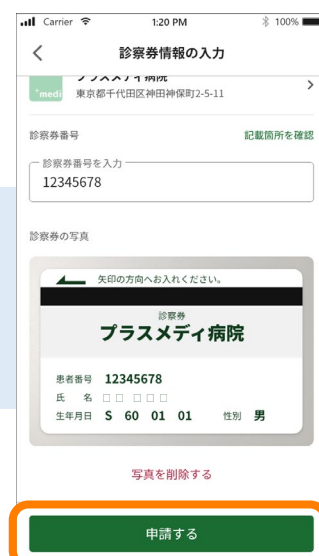 Carrier 1:20 PM 100%
診察券情報の入力
プラスメディ病院
medi
東京都千代田区神田神保町2-5-11
診察券番号 記載箇所を確認
診察券番号を入力
12345678
診察券の写真
矢印の方向へお入れください。
診察券
プラスメディ病院
患者番号 12345678
氏 名 □ □ □ □ □
生年月日 S 60 01 01 性別 男
写真を削除する
申請する